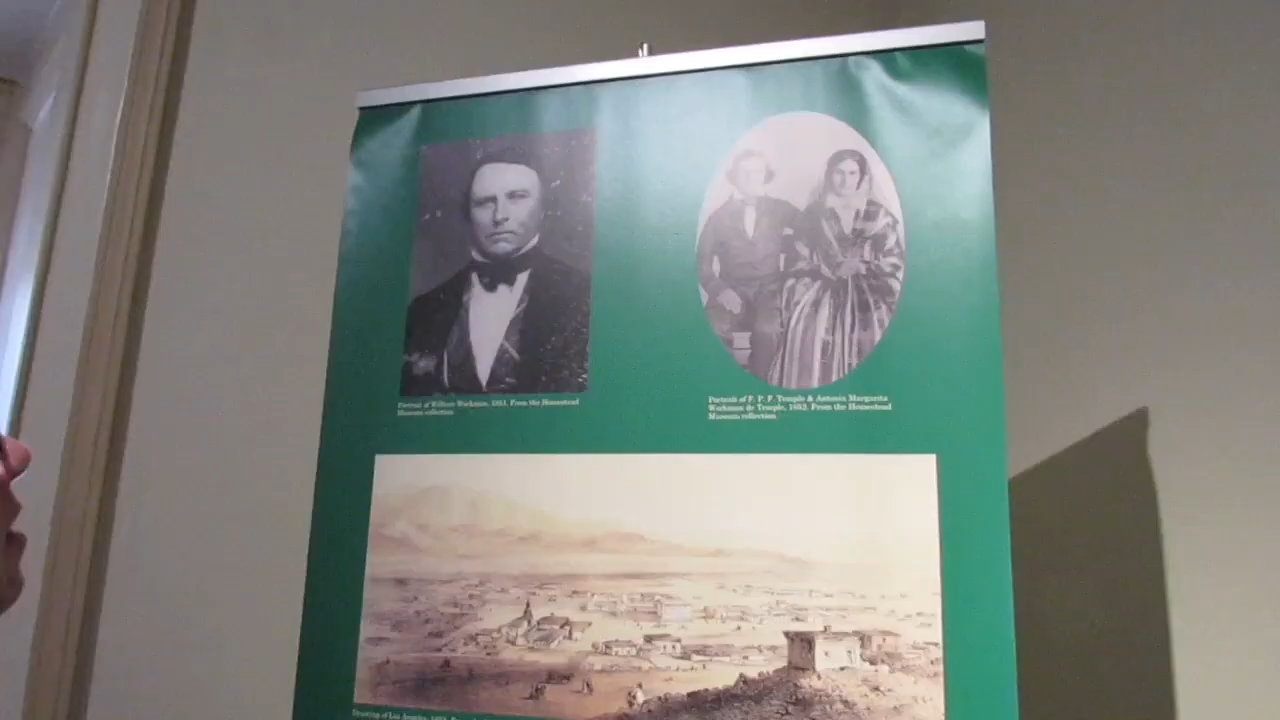 Portrait of William Workman, 1851. From the Homestead
Museum collection
Portrait of F. P. F. Temple & Antonia Margarita
Workman de Temple, 1852. From the Homestead
Museum collection
Drawing of Los Angeles,